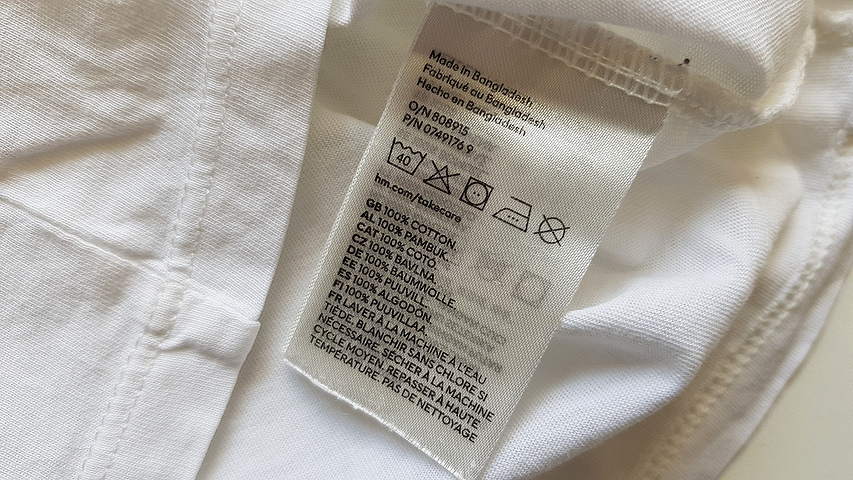 Made in Bangladesh
Fabriqué au Bangladesh
Hecho en Bangladesh
O/N 808915
P/N 0749176 9
40
hm.com/takecare
GB 100% COTTON.
AL 100% PAMBUK.
CAT 100% COTÓ.
CZ 100% BAVLNA.
DE 100% BAUMWOLLE.
EE 100% PUUVILL.
ES 100% ALGODÓN.
FI 100% PUUVILLAA.
FR LAVER À LA MACHINE À L'EAU
TIÈDE. BLANCHIR SANS CHLORE SI
NÉCESSAIRE. SÉCHER À LA MACHINE
CYCLE MOYEN. REPASSER À HAUTE
TEMPÉRATURE. PAS DE NETTOYAGE